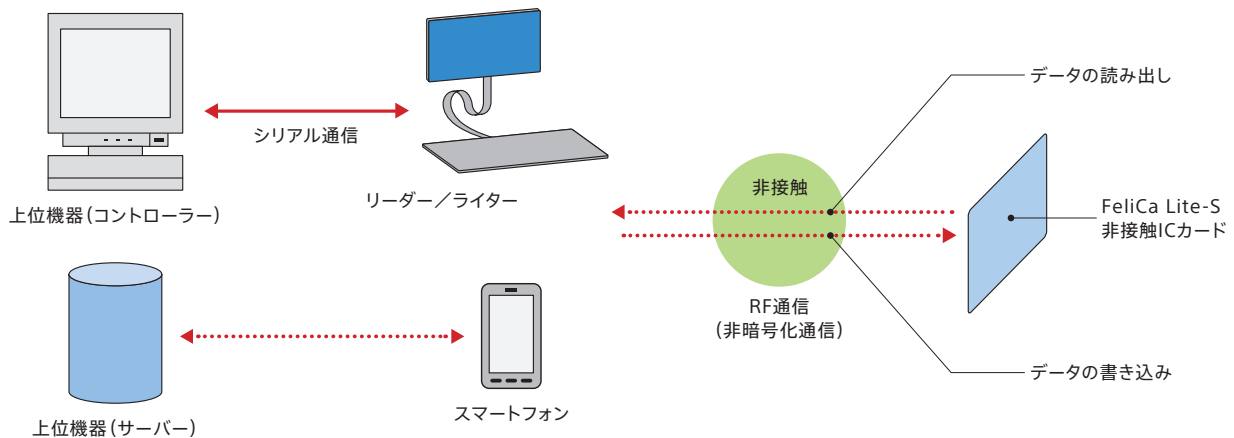 データの読み出し
シリアル通信
非接触
リーダー／ライター
上位機器（コントローラー）
FeliCa Lite-S
非接触ICカード
RF通信
（非暗号化通信）
データの書き込み
スマートフォン
上位機器（サーバー）